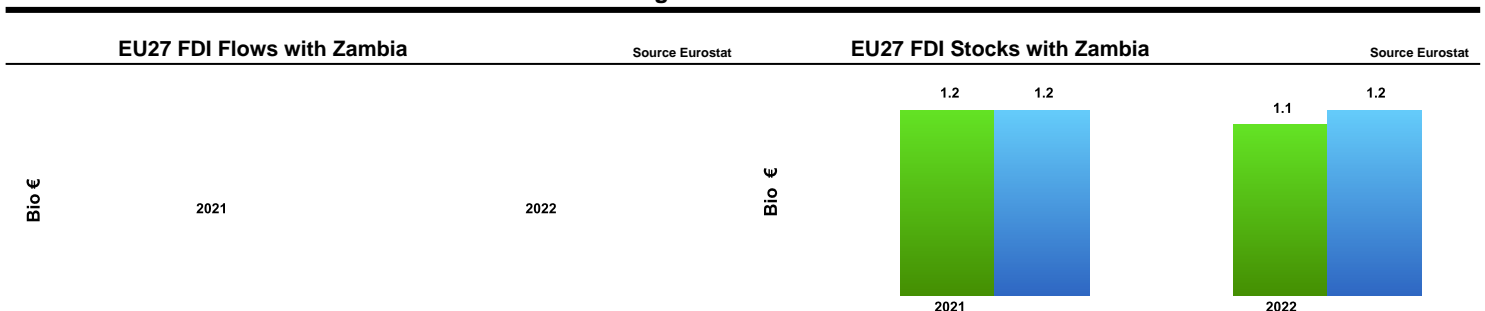 EU27 FDI Flows with Zambia
Source Eurostat
Bio €
2021
2022
EU27 FDI Stocks with Zambia
Source Eurostat
Bio €
1.2
1.2
1.1
1.2
2021
2022